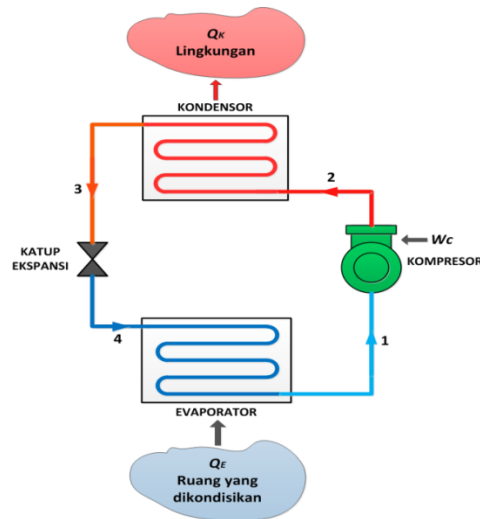 QK
Lingkungan
KONDENSOR
3
2
KATUP
EKSPANSI
Wc
KOMPRESOR
4
1
EVAPORATOR
QE
Ruang yang
dikondisikan